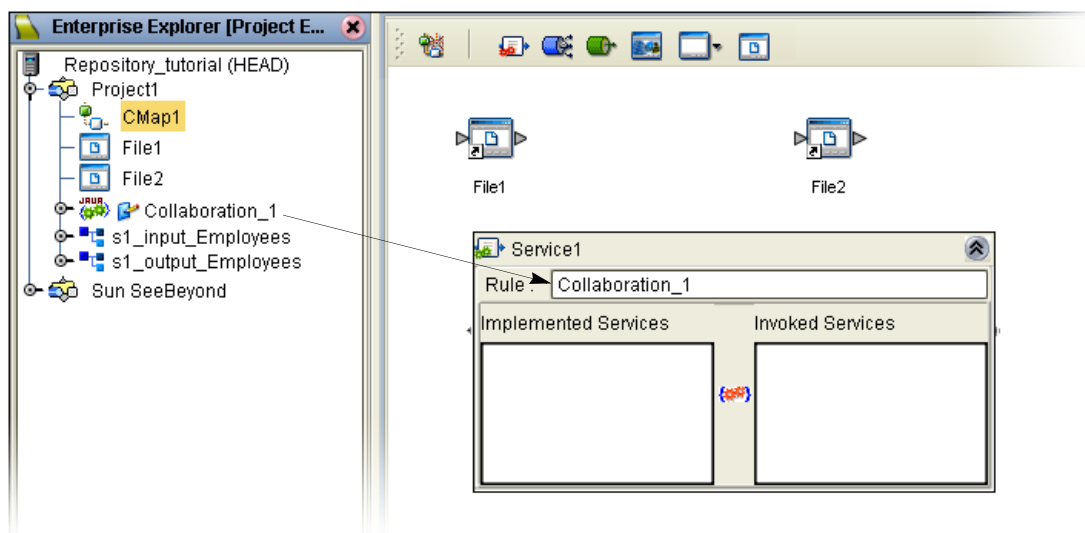 Enterprise Explorer [Project E...
Repository_tutorial (HEAD)
Project1
CMap1
File1
File2
JAVA
Collaboration_1
s1_input_Employees
s1_output_Employees
Sun SeeBeyond
File1
File2
Service1
Rule : Collaboration_1
Implemented Services
Invoked Services